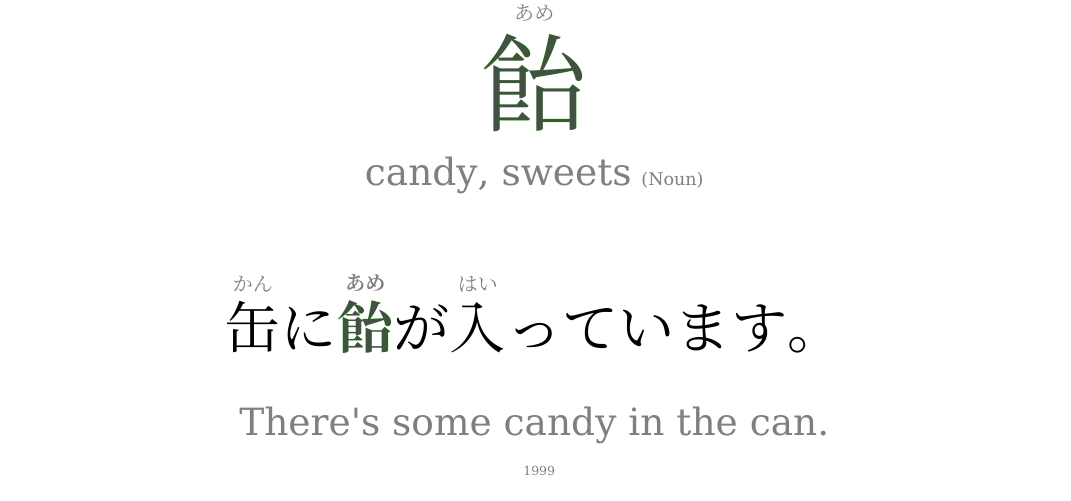 あめ
飴
candy, sweets (Noun)
かん あめ はい
缶に飴が入っています。
There's some candy in the can.
1999